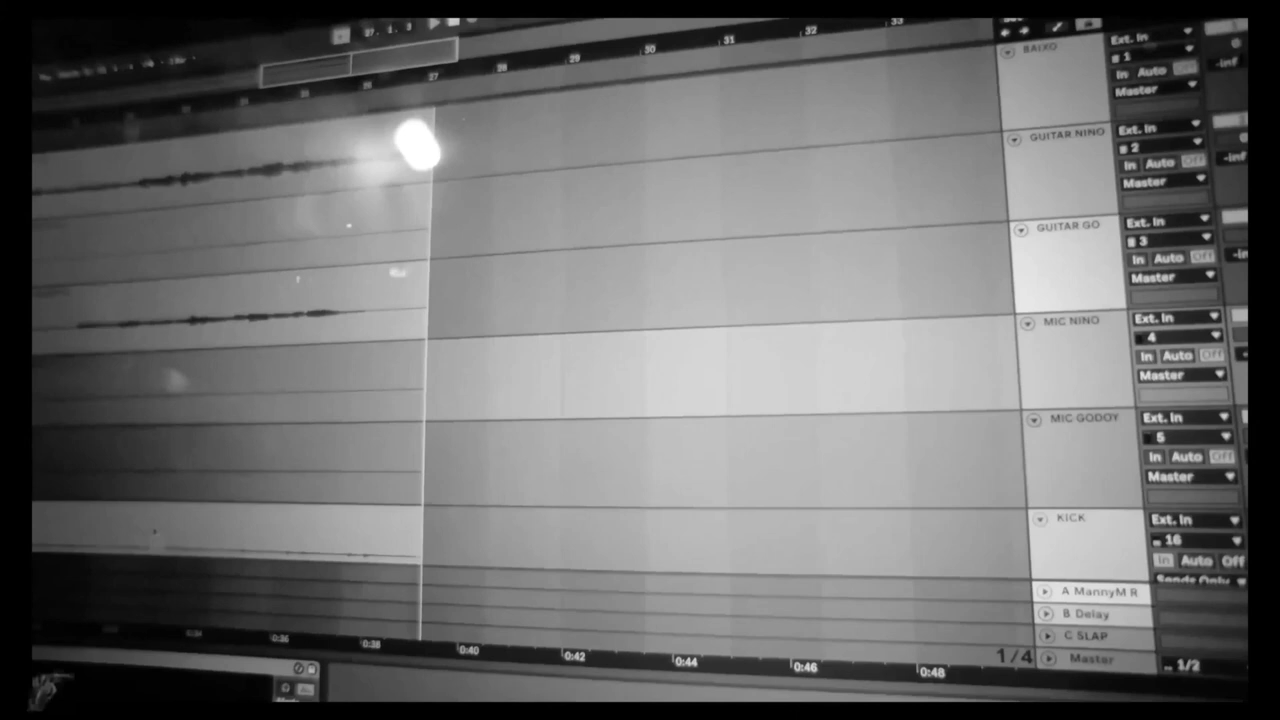 27. 1. 3
27
28
29
30
31
32
33
BAIXO
Ext. In
1
In Auto Off
Master
-inf
GUITAR NINO
Ext. In
2
In Auto Off
Master
-inf
GUITAR GO
Ext. In
3
In Auto Off
Master
MIC NINO
Ext. In
4
In Auto Off
Master
MIC GODOY
Ext. In
5
In Auto Off
Master
KICK
Ext. In
16
In Auto Off
Sends Only
A MannyM R
B Delay
C SLAP
1/4
Master
1/2
0:36
0:38
0:40
0:42
0:44
0:46
0:48